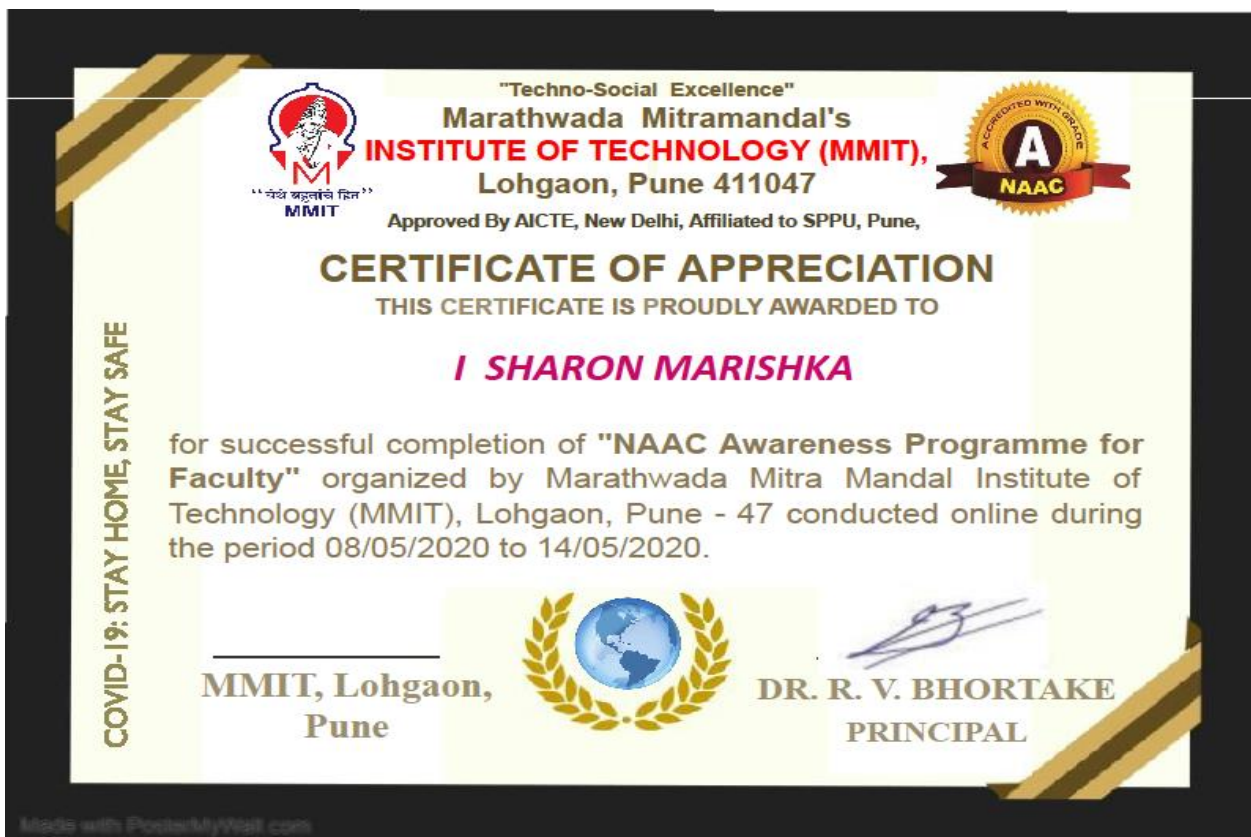 "Techno-Social Excellence"
Marathwada Mitramandal's
INSTITUTE OF TECHNOLOGY (MMIT),
Lohgaon, Pune 411047
Approved By AICTE, New Delhi, Affiliated to SPPU, Pune,
M
‘‘येथे बहुतांचे हित’’
MMIT
ACCREDITED WITH GRADE
A
NAAC
CERTIFICATE OF APPRECIATION
THIS CERTIFICATE IS PROUDLY AWARDED TO
I SHARON MARISHKA
for successful completion of "NAAC Awareness Programme for
Faculty" organized by Marathwada Mitra Mandal Institute of
Technology (MMIT), Lohgaon, Pune - 47 conducted online during
the period 08/05/2020 to 14/05/2020.
COVID-19: STAY HOME, STAY SAFE
MMIT, Lohgaon,
Pune
DR. R. V. BHORTAKE
PRINCIPAL
Made with PosterMyWall.com